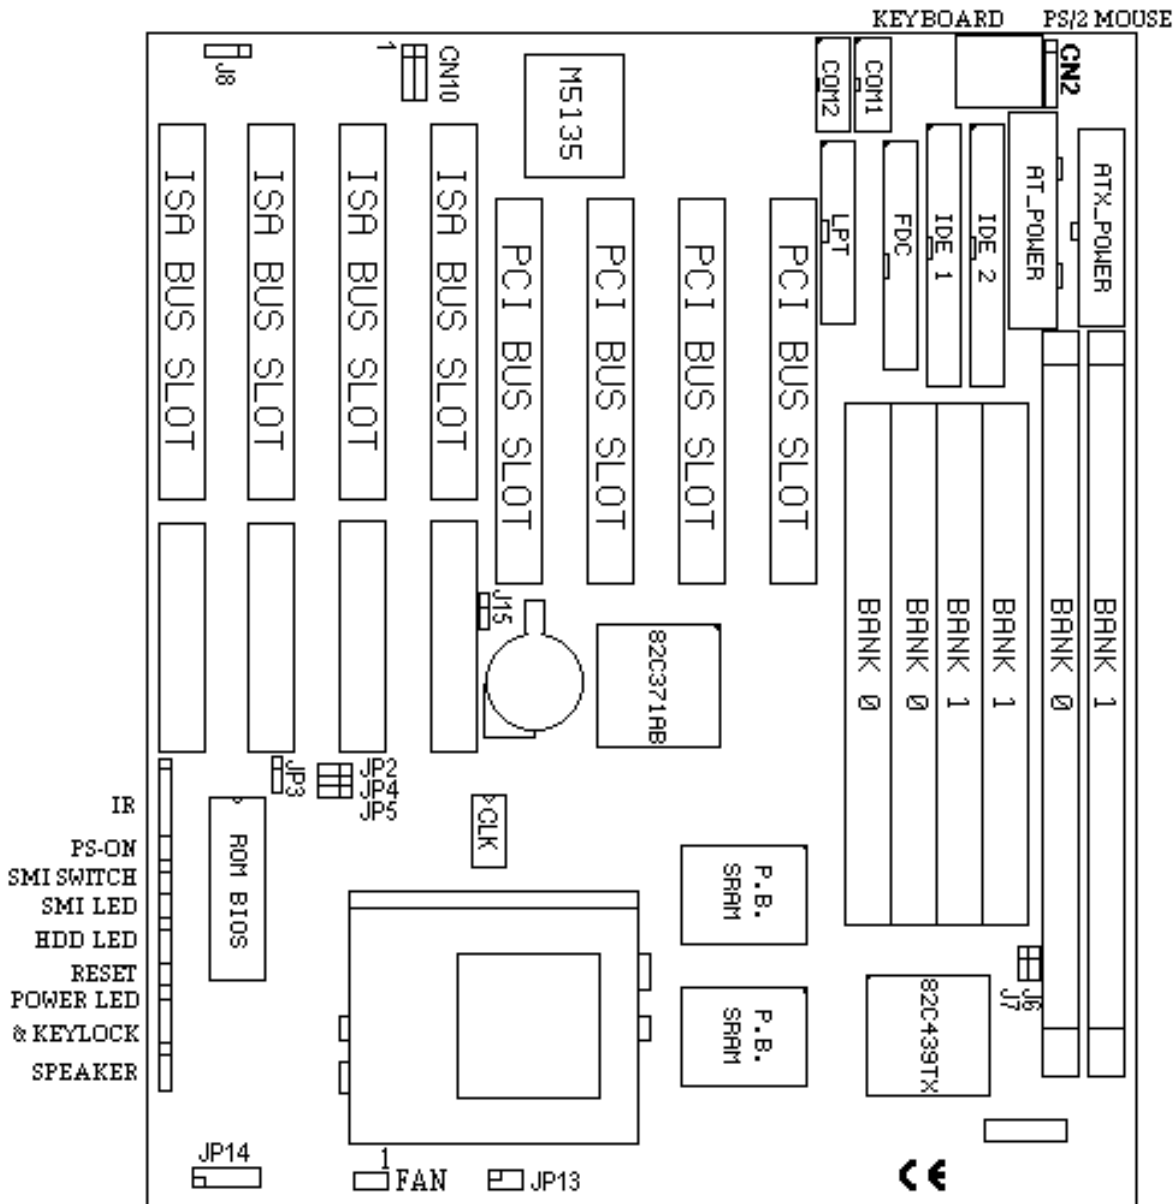 KEYBOARD
PS/2 MOUSE
J8
1
CN10
M5135
COM2
COM1
CN2
ISA BUS SLOT
ISA BUS SLOT
ISA BUS SLOT
ISA BUS SLOT
PCI BUS SLOT
PCI BUS SLOT
PCI BUS SLOT
PCI BUS SLOT
LPT
FDC
IDE 1
IDE 2
AT_POWER
ATX_POWER
J15
82C371AB
BANK 0
BANK 0
BANK 1
BANK 1
BANK 0
BANK 1
JP3
JP2
JP4
JP5
CLK
ROM BIOS
IR
PS-ON
SMI SWITCH
SMI LED
HDD LED
RESET
POWER LED
& KEYLOCK
SPEAKER
P.B.
SRAM
P.B.
SRAM
J6
J7
82C439TX
JP14
1
FAN
JP13
CE